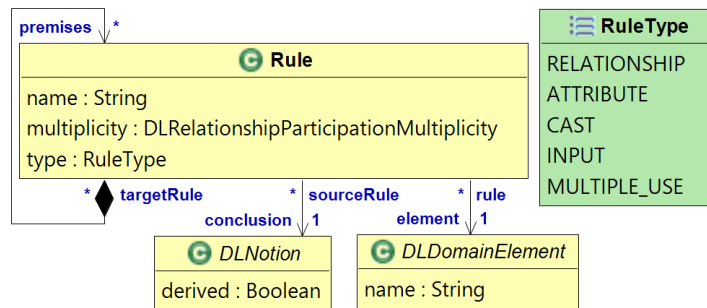 premises *
C Rule
name : String
multiplicity : DLRelationshipParticipationMultiplicity
type : RuleType
* targetRule
* sourceRule
* rule
conclusion 1
element 1
C DLNotion
derived : Boolean
C DLDomainElement
name : String
RuleType
RELATIONSHIP
ATTRIBUTE
CAST
INPUT
MULTIPLE_USE